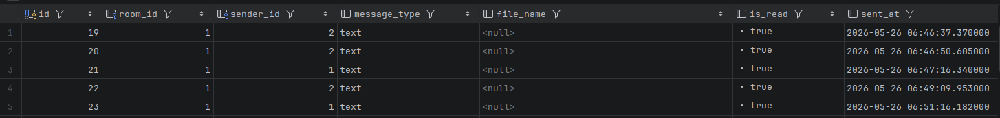 id room_id sender_id message_type file_name is_read sent_at
1 19 1 2 text <null> true 2026-05-26 06:46:37.370000
2 20 1 2 text <null> true 2026-05-26 06:46:50.605000
3 21 1 1 text <null> true 2026-05-26 06:47:16.340000
4 22 1 2 text <null> true 2026-05-26 06:49:09.953000
5 23 1 1 text <null> true 2026-05-26 06:51:16.182000